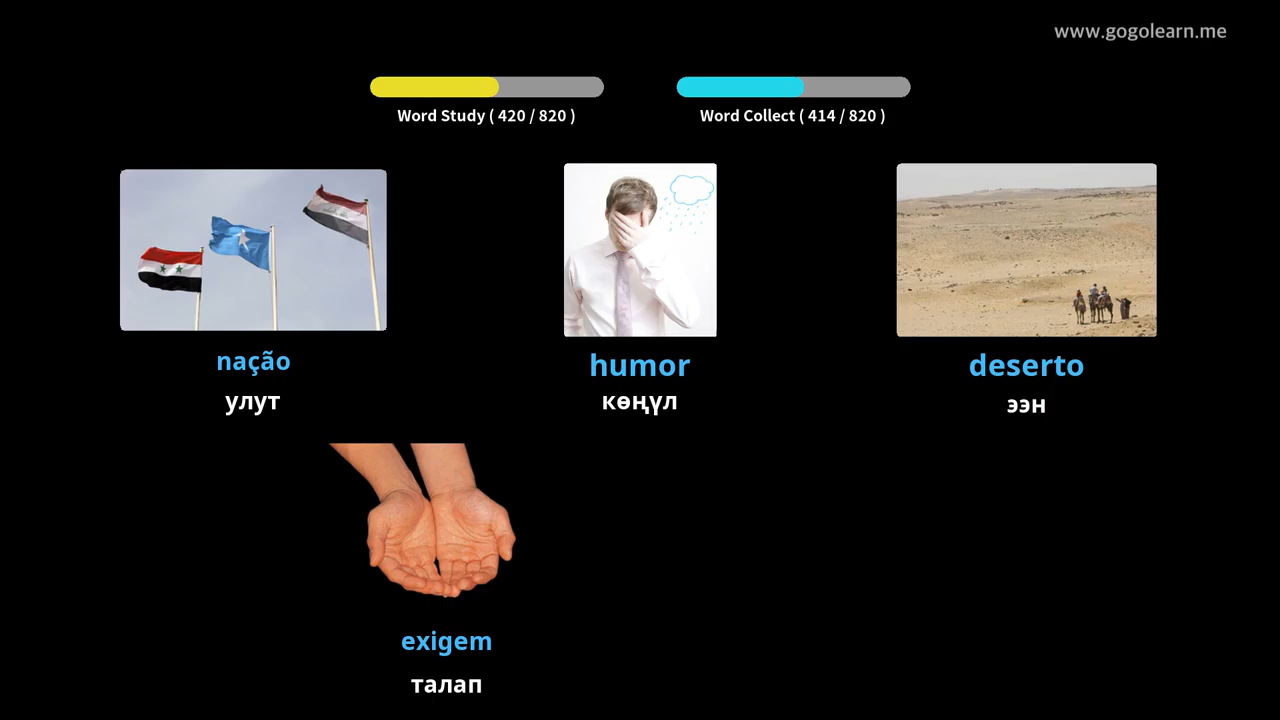 www.gogolearn.me
Word Study ( 420 / 820 )
Word Collect ( 414 / 820 )
nação
улут
humor
көңүл
deserto
ээн
exigem
талап